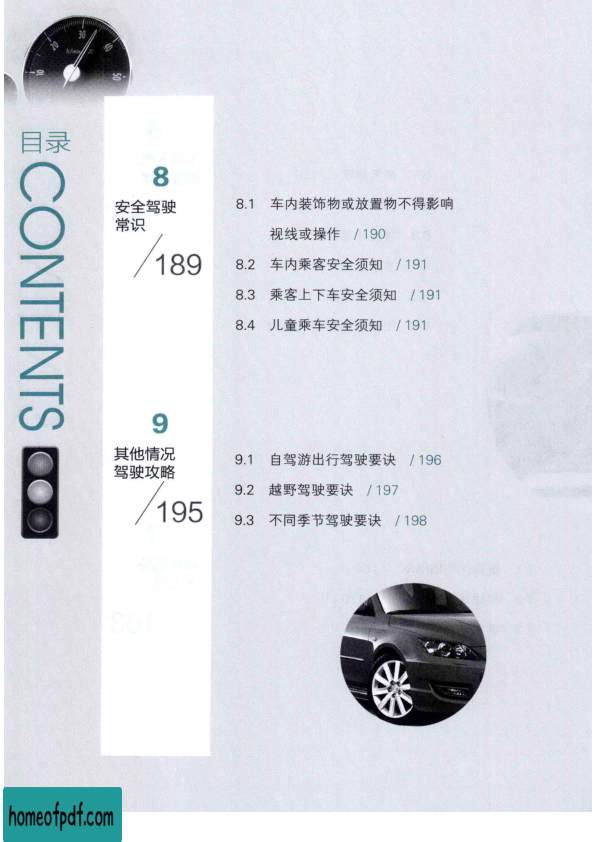 目录
CONTENTS
8
安全驾驶
常识
/189
8.1 车内装饰物或放置物不得影响
视线或操作 /190
8.2 车内乘客安全须知 /191
8.3 乘客上下车安全须知 /191
8.4 儿童乘车安全须知 /191
9
其他情况
驾驶攻略
/195
9.1 自驾游出行驾驶要诀 /196
9.2 越野驾驶要诀 /197
9.3 不同季节驾驶要诀 /198
10
20
30
40
50
homeofpdf.com